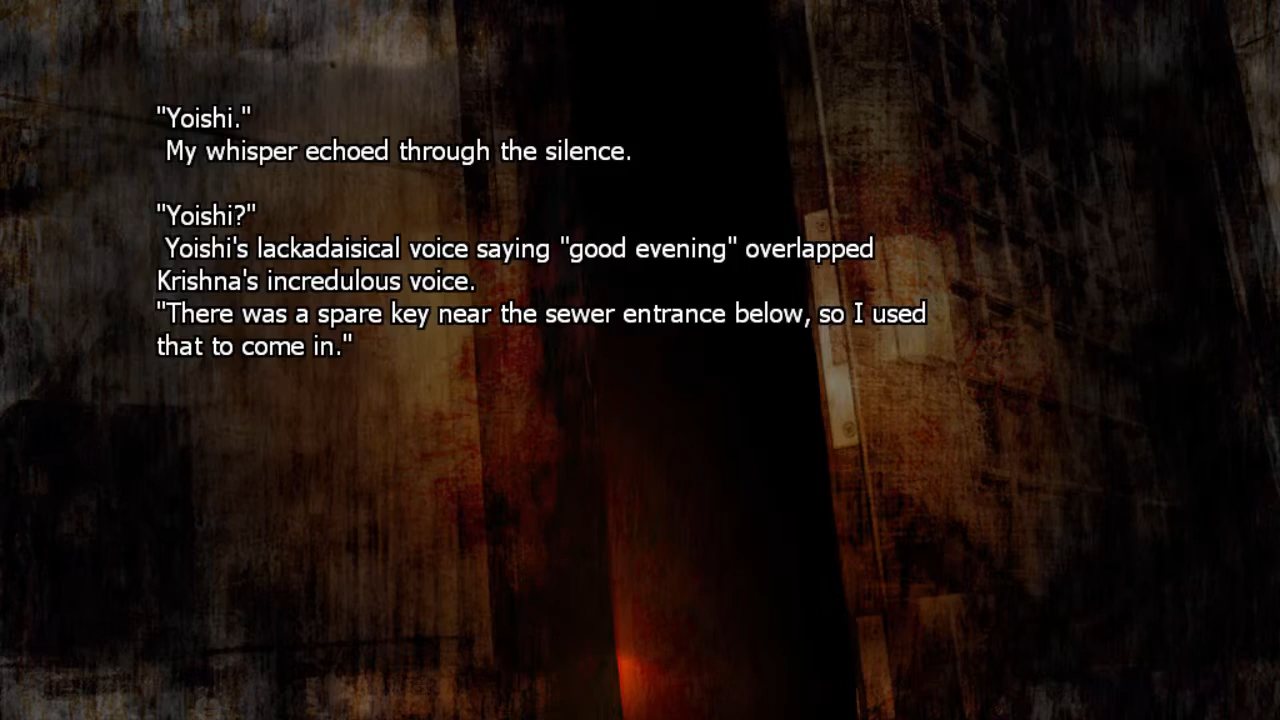 "Yoishi."
My whisper echoed through the silence.
"Yoishi?"
Yoishi's lackadaisical voice saying "good evening" overlapped
Krishna's incredulous voice.
"There was a spare key near the sewer entrance below, so I used
that to come in."